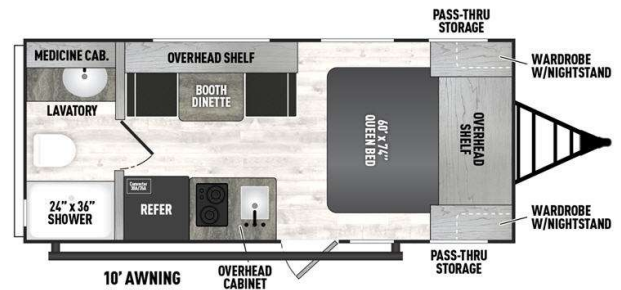 PASS-THRU
STORAGE
MEDICINE CAB.
OVERHEAD SHELF
WARDROBE
W/NIGHTSTAND
BOOTH
DINETTE
LAVATORY
60" x 74"
QUEEN BED
OVERHEAD
SHELF
24" x 36"
SHOWER
REFER
WARDROBE
W/NIGHTSTAND
PASS-THRU
STORAGE
10' AWNING
OVERHEAD
CABINET